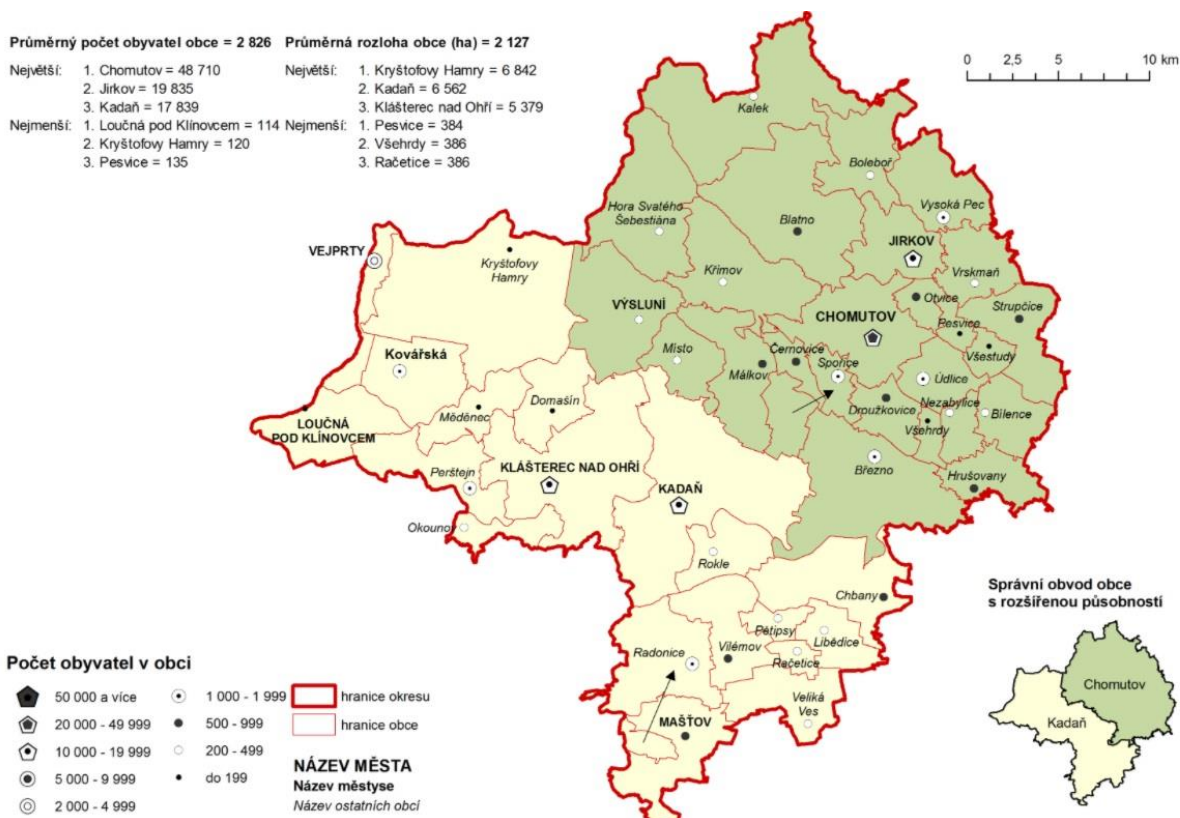 Průměrný počet obyvatel obce = 2 826
Největší: 1. Chomutov = 48 710
2. Jirkov = 19 835
3. Kadaň = 17 839
Nejmenší: 1. Loučná pod Klínovcem = 114
2. Kryštofovy Hamry = 120
3. Pesvice = 135
Průměrná rozloha obce (ha) = 2 127
Největší: 1. Kryštofovy Hamry = 6 842
2. Kadaň = 6 562
3. Klášterec nad Ohří = 5 379
Nejmenší: 1. Pesvice = 384
2. Všehrdy = 386
3. Račetice = 386
0 2,5 5 10 km
Kalek
Boleboř
Hora Svatého
Šebestiána
Blatno
Vysoká Pec
VEJPRTY
Kryštofovy
Hamry
JIRKOV
Křimov
Vrskmaň
VÝSLUNÍ
Otvice
Strupčice
CHOMUTOV
Pesvice
Kovářská
Místo
Černovice
Málkov
Spořice
Všestudy
Údlice
Domašín
Měděnec
Droužkovice
Nezabylice
Bílence
LOUČNÁ
POD KLÍNOVCEM
Všehrdy
Perštejn
KLÁŠTEREC NAD OHŘÍ
Březno
Hrušovany
KADAŇ
Okounov
Rokle
Chbany
Pětipsy
Libědice
Radonice
Vilémov
Račetice
Veliká
Ves
MAŠŤOV
Správní obvod obce
s rozšířenou působností
Chomutov
Kadaň
Počet obyvatel v obci
50 000 a více
20 000 - 49 999
10 000 - 19 999
5 000 - 9 999
2 000 - 4 999
1 000 - 1 999
500 - 999
200 - 499
do 199
hranice okresu
hranice obce
NÁZEV MĚSTA
Název městyse
Název ostatních obcí